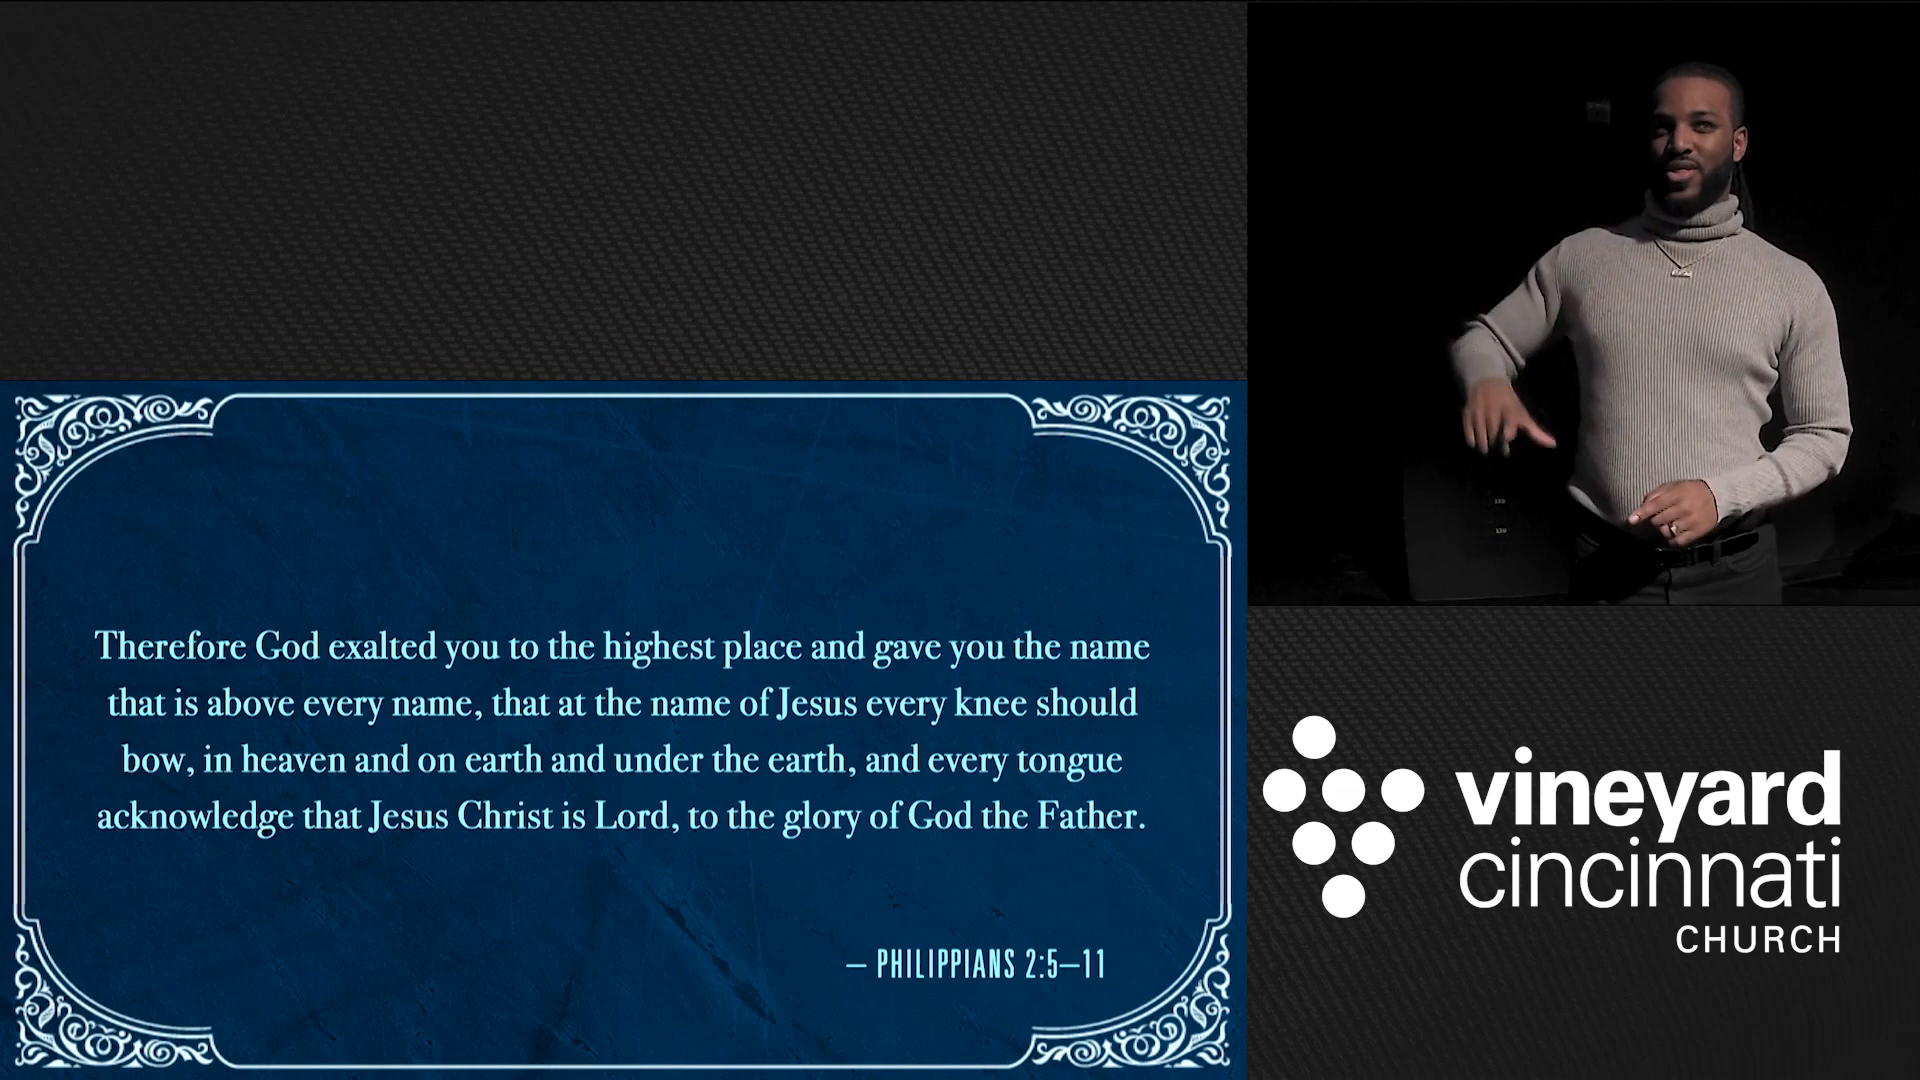 Therefore God exalted you to the highest place and gave you the name
that is above every name, that at the name of Jesus every knee should
bow, in heaven and on earth and under the earth, and every tongue
acknowledge that Jesus Christ is Lord, to the glory of God the Father.
— PHILIPPIANS 2:5—11
vineyard
cincinnati
CHURCH